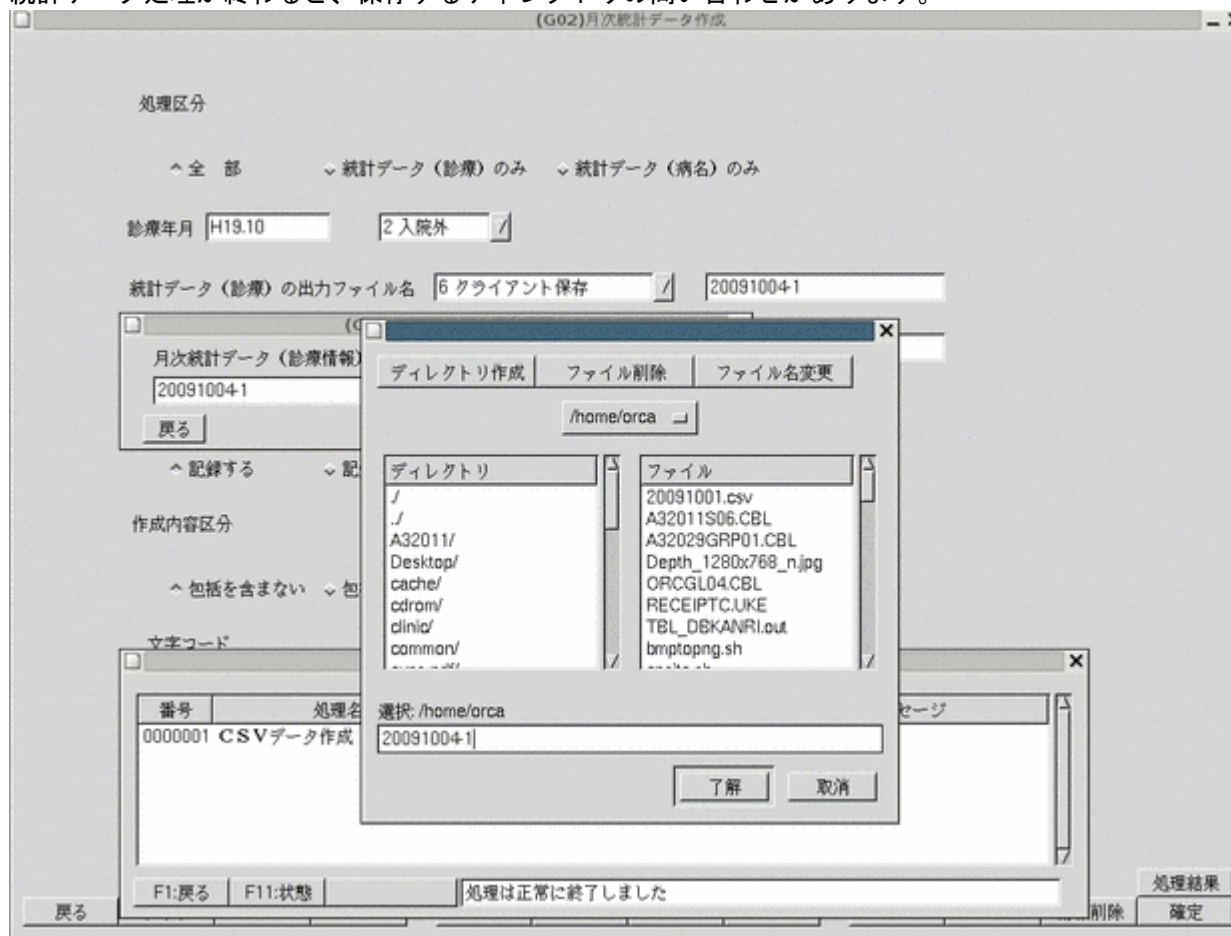 統計データ処理が終わると、保存するディレクトリの問い合わせがあります。
(G02)月次統計データ作成
処理区分
全 部 統計データ（診療）のみ 統計データ（病名）のみ
診療年月 H19.10 2 入院外
統計データ（診療）の出力ファイル名 6 クライアント保存 20091004-1
月次統計データ（診療情報）
20091004-1
戻る
記録する
作成内容区分
包括を含まない
文字コード
ディレクトリ作成 ファイル削除 ファイル名変更
/home/orca
ディレクトリ
./
../
A32011/
Desktop/
cache/
cdrom/
clinic/
common/
ファイル
20091001.csv
A32011S06.CBL
A32029GRP01.CBL
Depth_1280x768_n.jpg
ORCGL04.CBL
RECEIPTC.UKE
TBL_DBKANRI.out
bmptopng.sh
選択: /home/orca
20091004-1
了解 取消
番号 処理名 セージ
0000001 CSVデータ作成
F1:戻る F11:状態 処理は正常に終了しました
処理結果
戻る 削除 確定